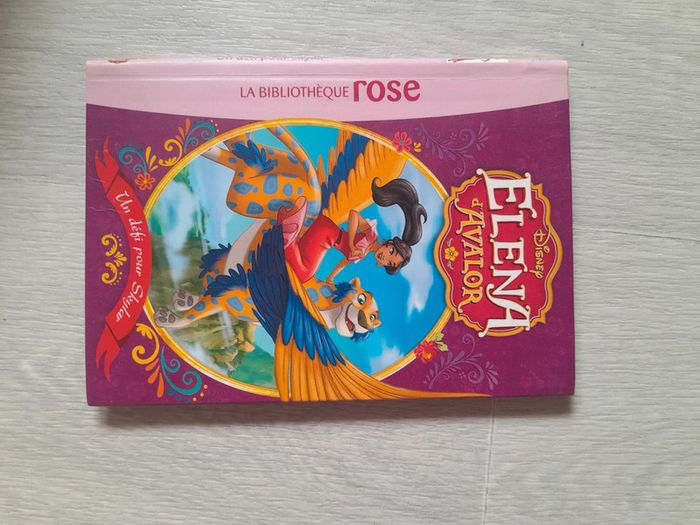 LA BIBLIOTHÈQUE rose
DISNEY
ELENA
d'AVALOR
Un défi pour Skylar